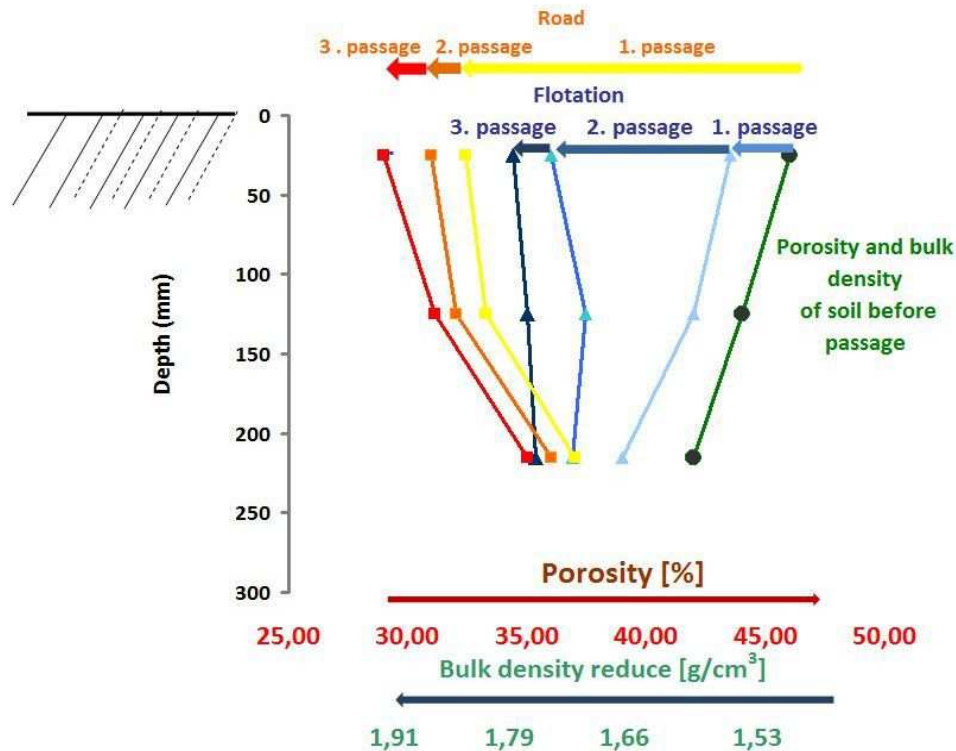 Road
3 . passage 2. passage 1. passage
Flotation
3. passage 2. passage 1. passage
0
50
100
150
200
250
300
Depth (mm)
Porosity and bulk
density
of soil before
passage
Porosity [%]
25,00 30,00 35,00 40,00 45,00 50,00
Bulk density reduce [g/cm³]
1,91 1,79 1,66 1,53